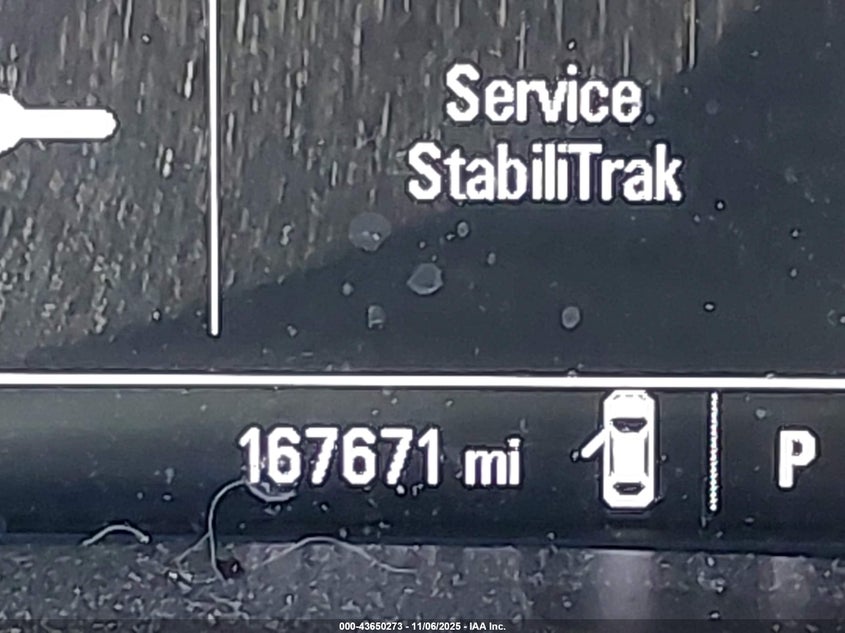 Service
StabiliTrak
167671 mi
P
000-43650273 - 11/06/2025 - IAA Inc.